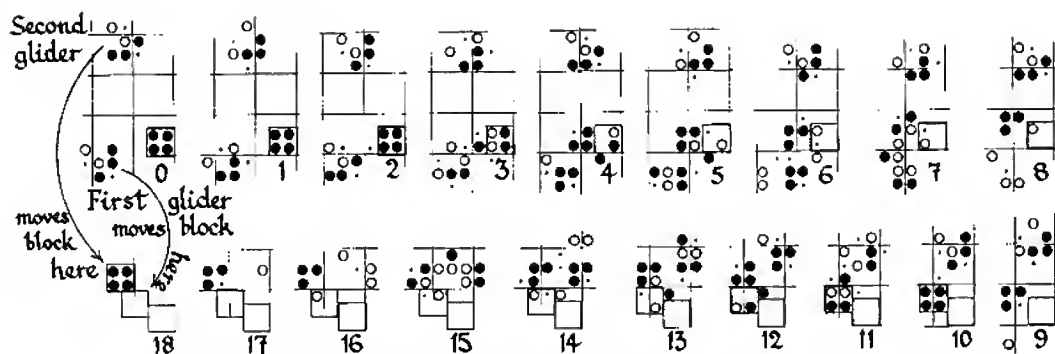 Second
glider
0 1 2 3 4 5 6 7 8
First glider
moves moves block
block
here here
18 17 16 15 14 13 12 11 10 9